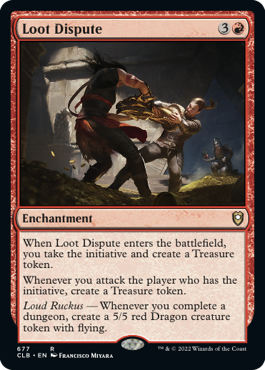 Loot Dispute 3
Enchantment
When Loot Dispute enters the battlefield,
you take the initiative and create a Treasure
token.
Whenever you attack the player who has the
initiative, create a Treasure token.
Loud Ruckus — Whenever you complete a
dungeon, create a 5/5 red Dragon creature
token with flying.
677 R
CLB • EN Francisco Miyara
™ & © 2022 Wizards of the Coast